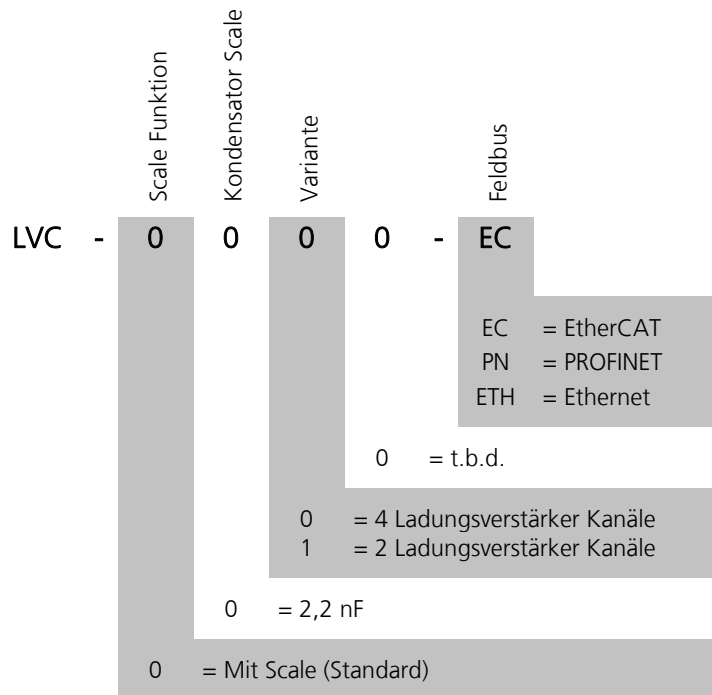 Scale Funktion
Kondensator Scale
Variante
Feldbus
LVC - 0 0 0 0 - EC
EC = EtherCAT
PN = PROFINET
ETH = Ethernet
0 = t.b.d.
0 = 4 Ladungsverstärker Kanäle
1 = 2 Ladungsverstärker Kanäle
0 = 2,2 nF
0 = Mit Scale (Standard)